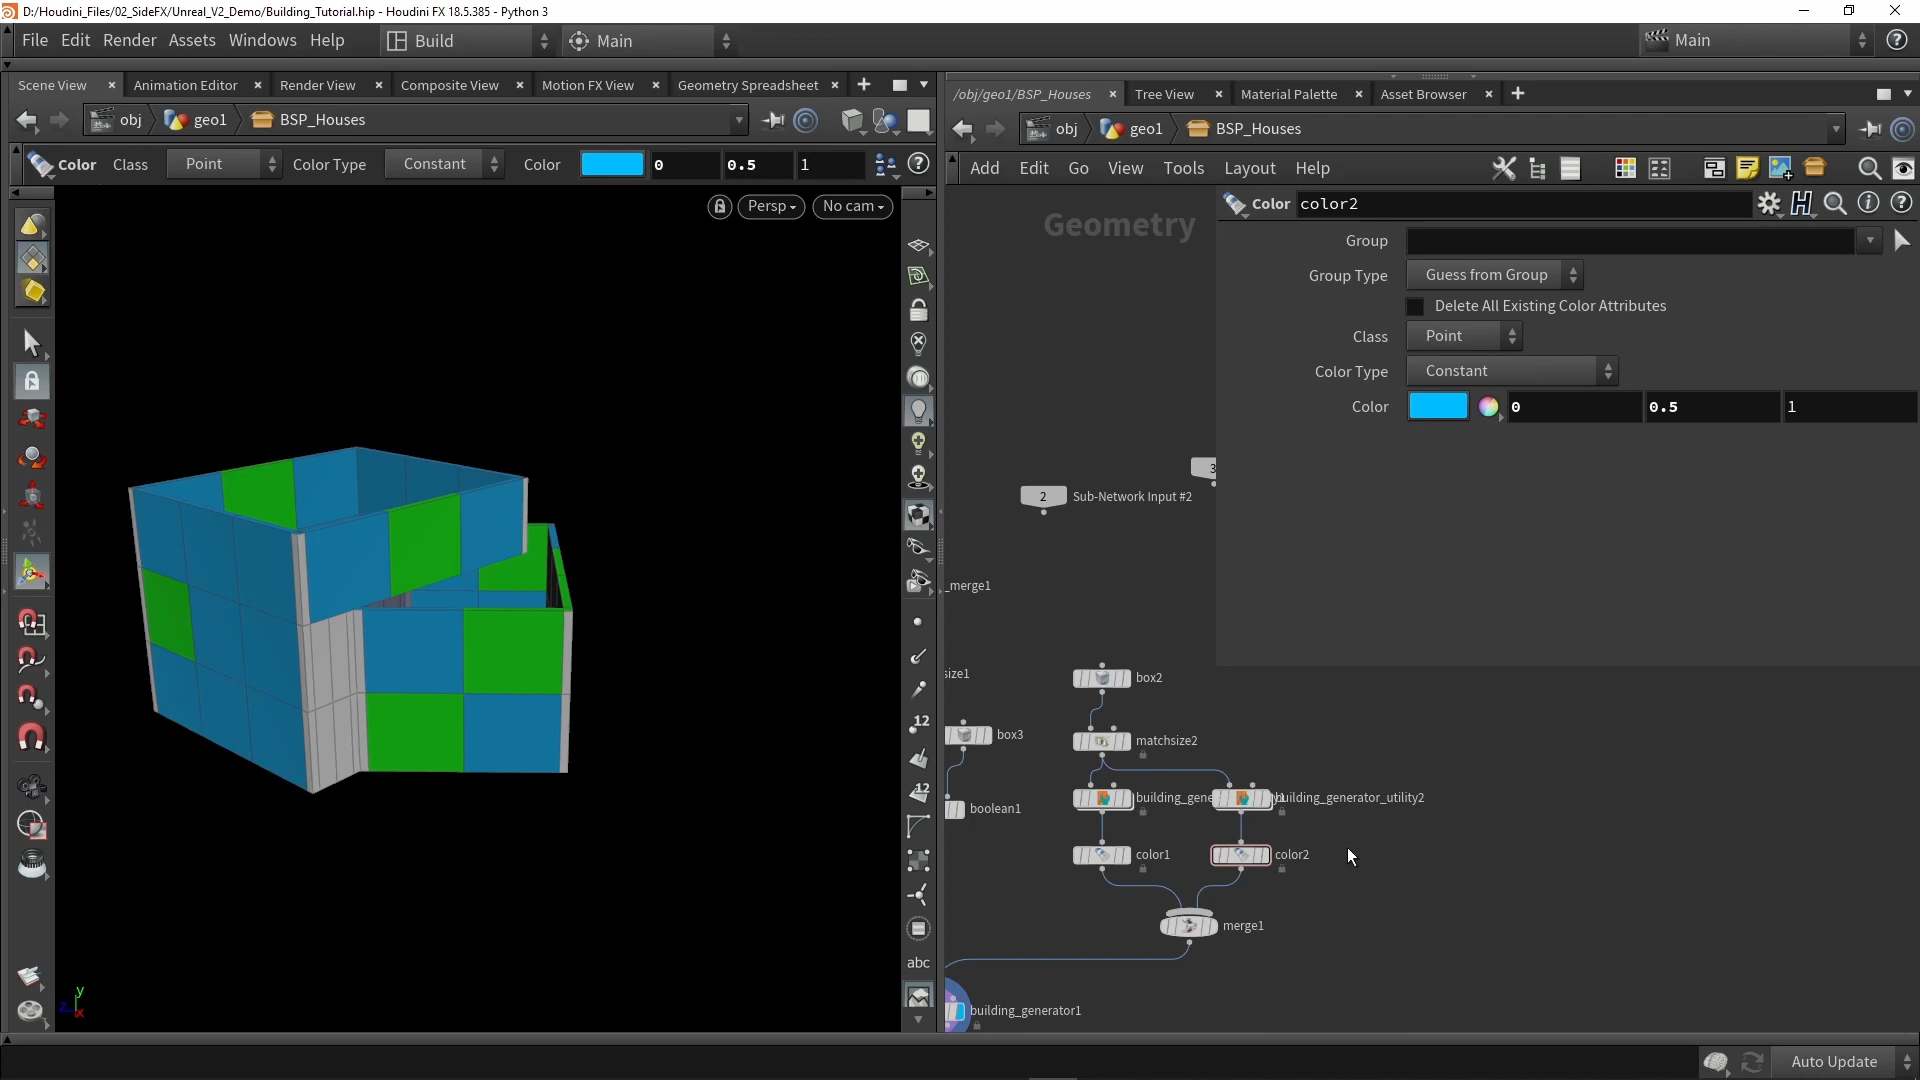 D:/Houdini_Files/02_SideFX/Unreal_V2_Demo/Building_Tutorial.hip - Houdini FX 18.5.385 - Python 3
File Edit Render Assets Windows Help Build Main Main
Scene View Animation Editor Render View Composite View Motion FX View Geometry Spreadsheet
/obj/geo1/BSP_Houses Tree View Material Palette Asset Browser
obj geo1 BSP_Houses
obj geo1 BSP_Houses
Color Class Point Color Type Constant Color 0 0.5 1
Add Edit Go View Tools Layout Help
Persp No cam
Geometry
Color color2
Group
Group Type Guess from Group
Delete All Existing Color Attributes
Class Point
Color Type Constant
Color 0 0.5 1
3
2 Sub-Network Input #2
_merge1
size1
box2
box3
matchsize2
building_gene
building_generator_utility2
boolean1
color1
color2
merge1
building_generator1
12
12
abc
y
z
x
Auto Update